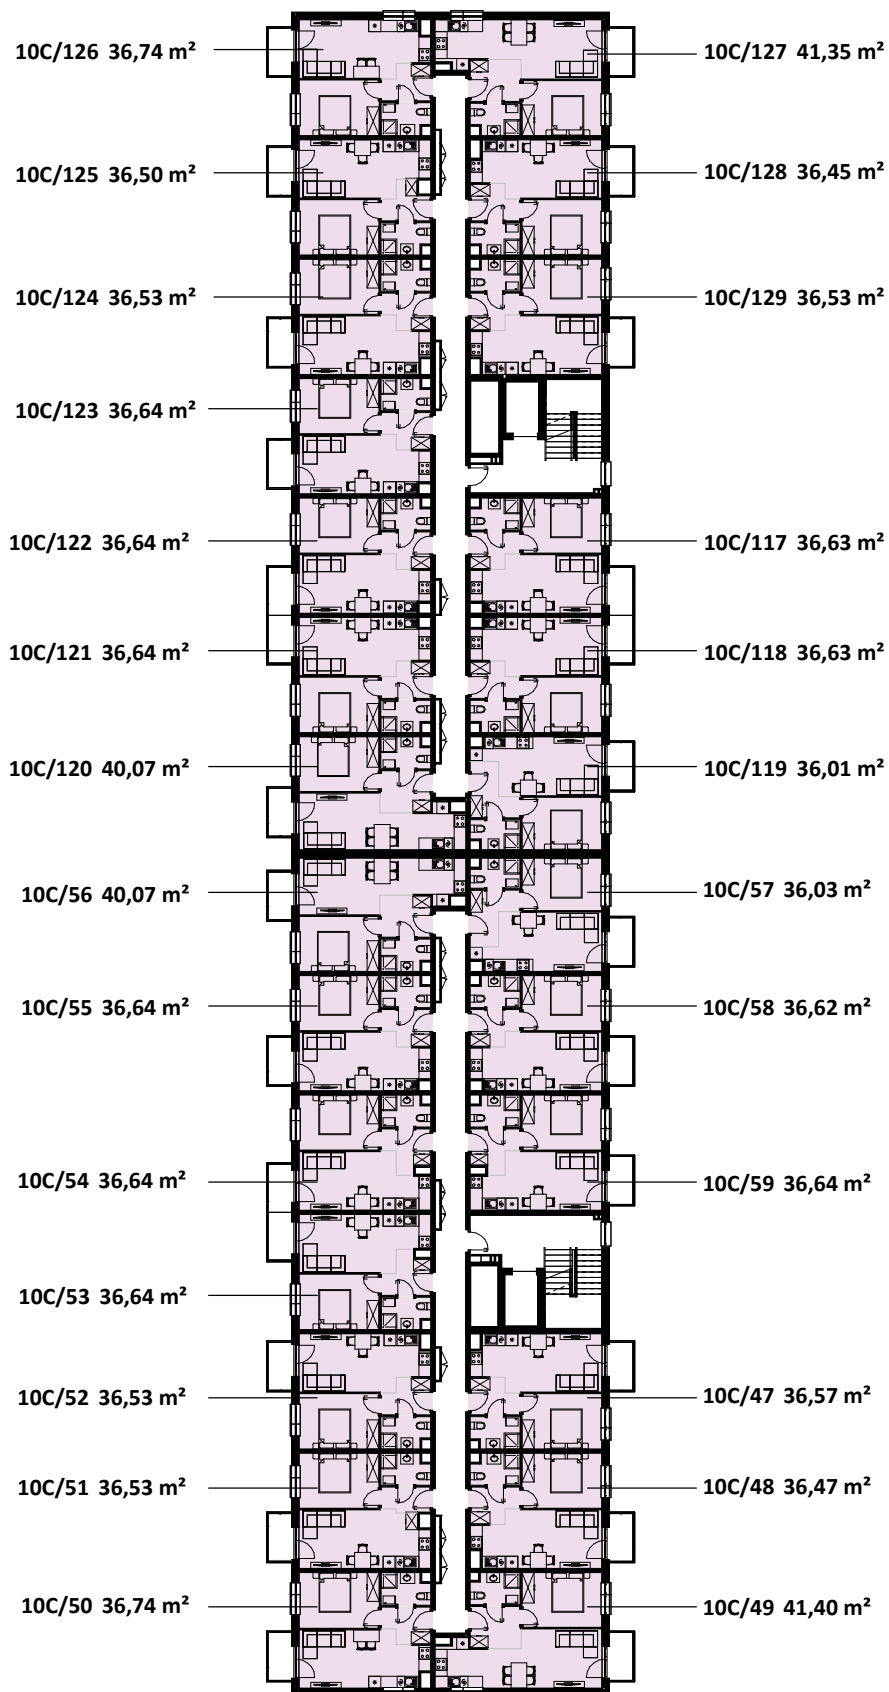 10C/126 36,74 m²
10C/127 41,35 m²
10C/125 36,50 m²
10C/128 36,45 m²
10C/124 36,53 m²
10C/129 36,53 m²
10C/123 36,64 m²
10C/122 36,64 m²
10C/117 36,63 m²
10C/121 36,64 m²
10C/118 36,63 m²
10C/120 40,07 m²
10C/119 36,01 m²
10C/56 40,07 m²
10C/57 36,03 m²
10C/55 36,64 m²
10C/58 36,62 m²
10C/54 36,64 m²
10C/59 36,64 m²
10C/53 36,64 m²
10C/52 36,53 m²
10C/47 36,57 m²
10C/51 36,53 m²
10C/48 36,47 m²
10C/50 36,74 m²
10C/49 41,40 m²